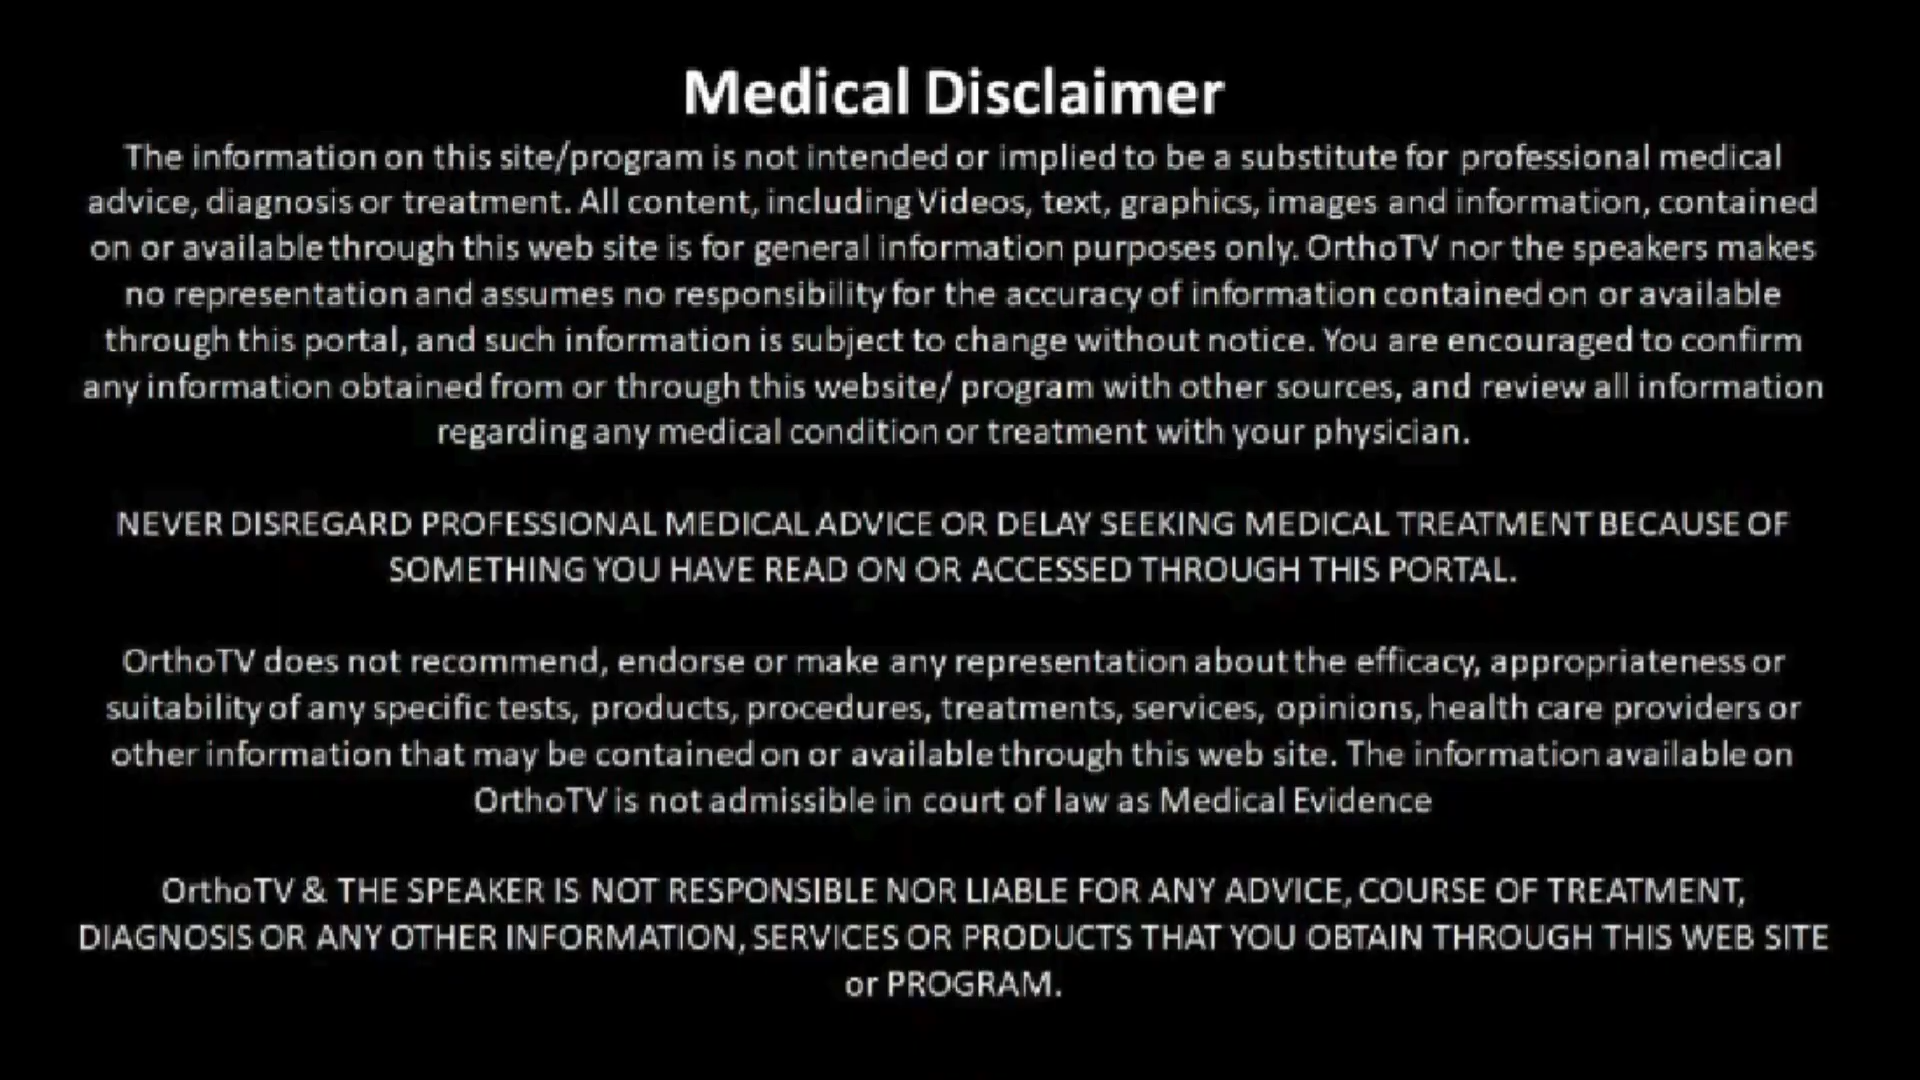 Medical Disclaimer
The information on this site/program is not intended or implied to be a substitute for professional medical
advice, diagnosis or treatment. All content, including Videos, text, graphics, images and information, contained
on or available through this web site is for general information purposes only. OrthoTV nor the speakers makes
no representation and assumes no responsibility for the accuracy of information contained on or available
through this portal, and such information is subject to change without notice. You are encouraged to confirm
any information obtained from or through this website/ program with other sources, and review all information
regarding any medical condition or treatment with your physician.
NEVER DISREGARD PROFESSIONAL MEDICAL ADVICE OR DELAY SEEKING MEDICAL TREATMENT BECAUSE OF
SOMETHING YOU HAVE READ ON OR ACCESSED THROUGH THIS PORTAL.
OrthoTV does not recommend, endorse or make any representation about the efficacy, appropriateness or
suitability of any specific tests, products, procedures, treatments, services, opinions, health care providers or
other information that may be contained on or available through this web site. The information available on
OrthoTV is not admissible in court of law as Medical Evidence
OrthoTV & THE SPEAKER IS NOT RESPONSIBLE NOR LIABLE FOR ANY ADVICE, COURSE OF TREATMENT,
DIAGNOSIS OR ANY OTHER INFORMATION, SERVICES OR PRODUCTS THAT YOU OBTAIN THROUGH THIS WEB SITE
or PROGRAM.